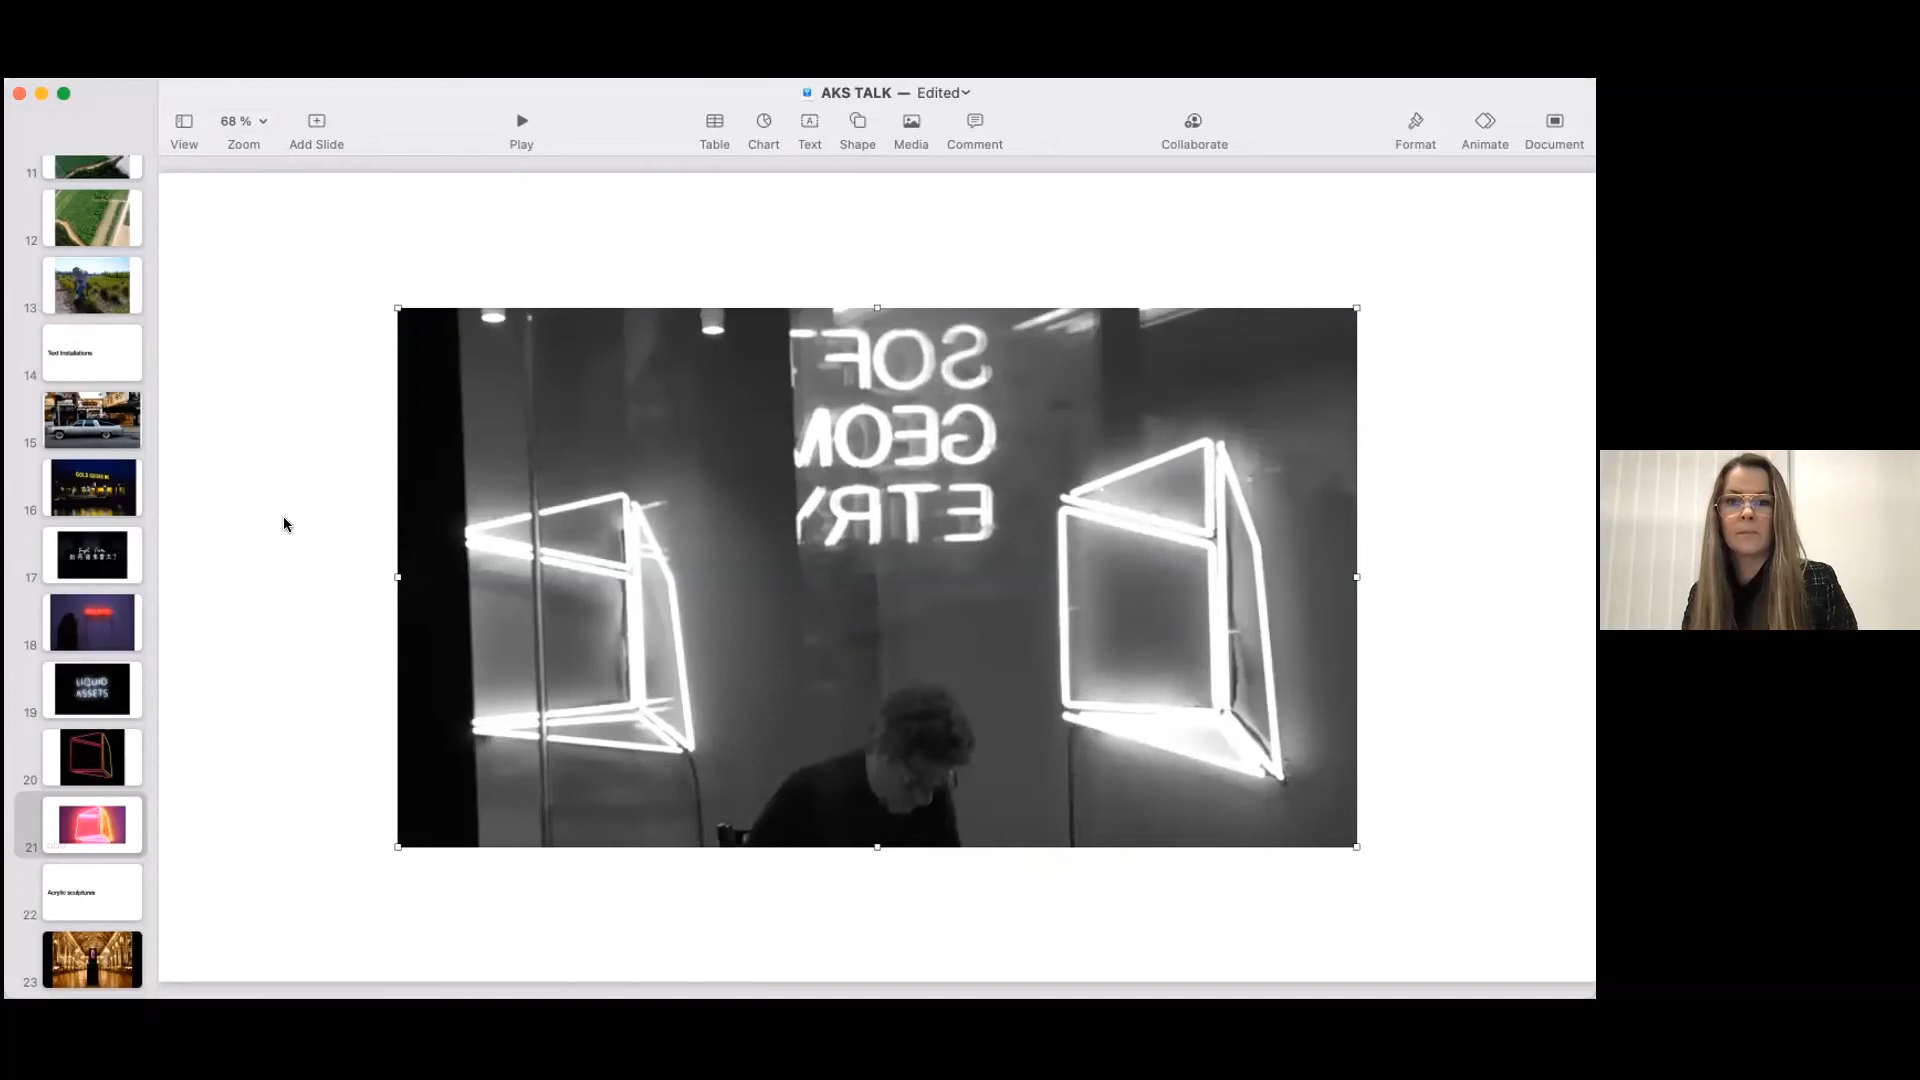 AKS TALK — Edited
68 %
View
Zoom
Add Slide
Play
Table
Chart
Text
Shape
Media
Comment
Collaborate
Format
Animate
Document
11
12
13
Text Installations
14
15
GOLD
16
17
18
LIQUID
ASSETS
19
20
21
Acrylic sculptures
22
23
SOF
GEOM
ETRY